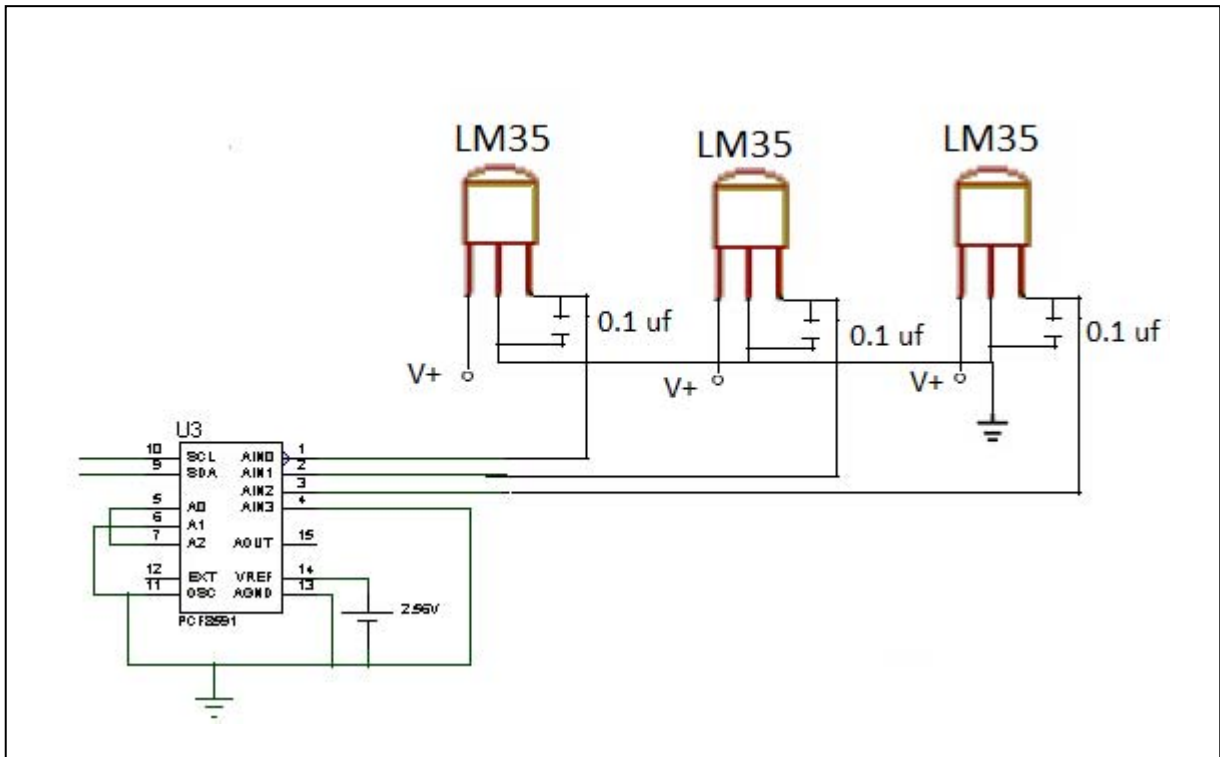 LM35
LM35
LM35
0.1 uf
0.1 uf
0.1 uf
V+
V+
V+
U3
10 SCL AIN0 1
9 SDA AIN1 2
AIN2 3
5 A0 AIN3 4
6 A1
7 A2 AOUT 15
12 EXT VREF 14
11 OSC AGND 13
2.56V
PCF8591